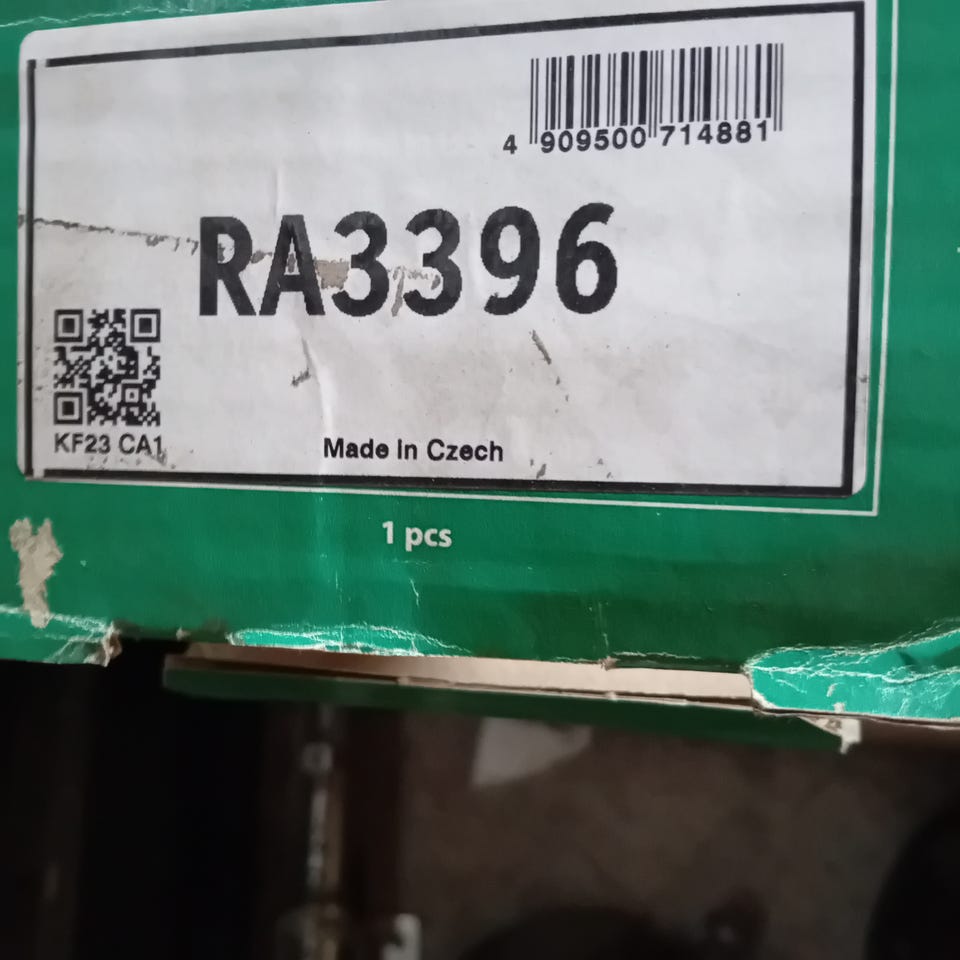 4 909500 714881
RA3396
KF23 CA1
Made in Czech
1 pcs